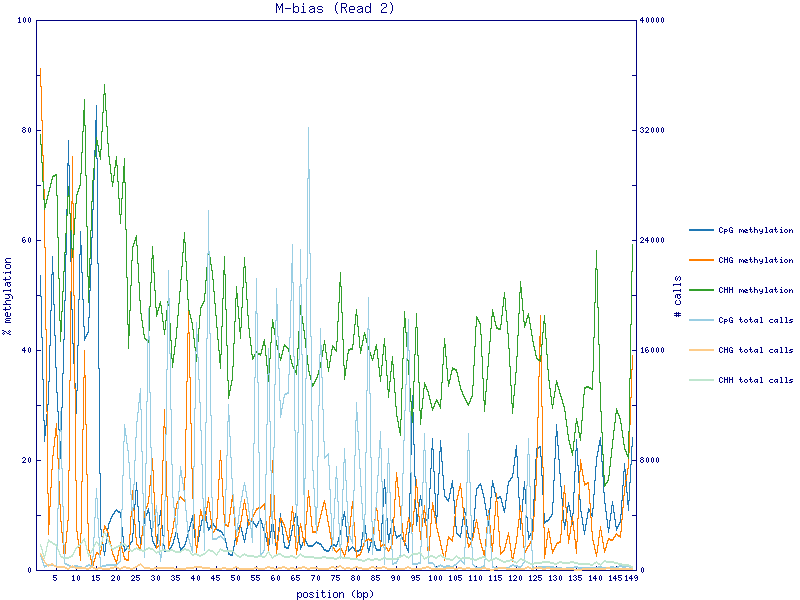 M-bias (Read 2)
100
80
60
40
20
0
40000
32000
24000
16000
8000
0
% methylation
# calls
CpG methylation
CHG methylation
CHH methylation
CpG total calls
CHG total calls
CHH total calls
5 10 15 20 25 30 35 40 45 50 55 60 65 70 75 80 85 90 95 100 105 110 115 120 125 130 135 140 145 149
position (bp)